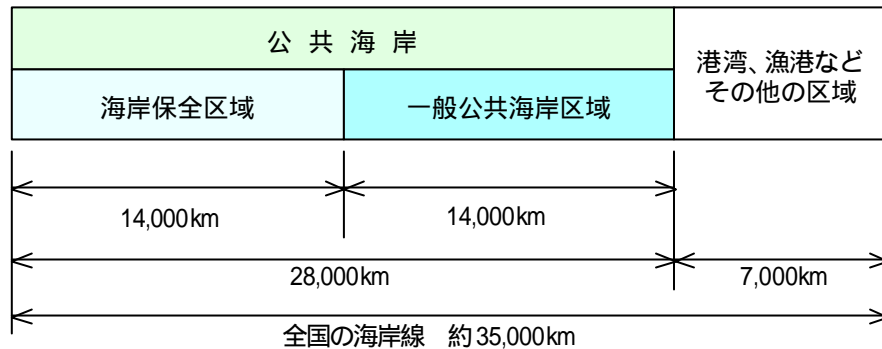 公 共 海 岸
港湾、漁港など
その他の区域
海岸保全区域
一般公共海岸区域
14,000km
14,000km
28,000km
7,000km
全国の海岸線　約35,000km